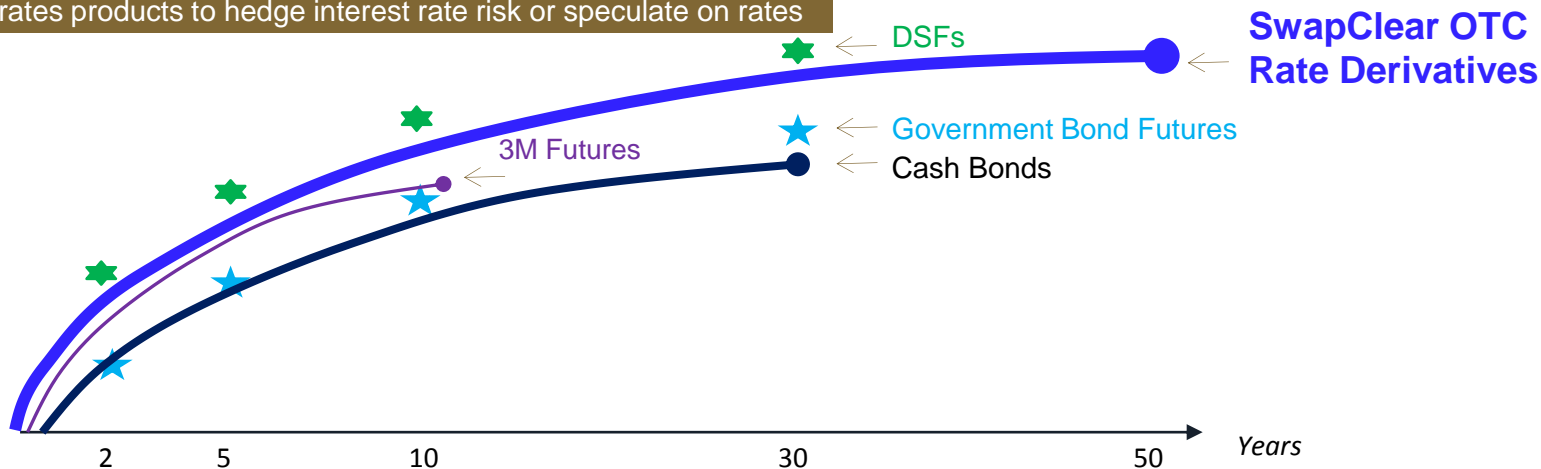 rates products to hedge interest rate risk or speculate on rates
SwapClear OTC
Rate Derivatives
DSFs
Government Bond Futures
3M Futures
Cash Bonds
2 5 10 30 50 Years